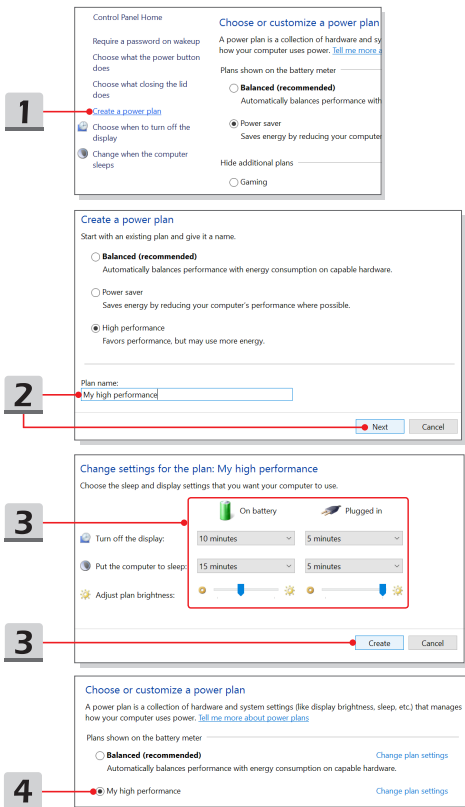 Control Panel Home
Choose or customize a power plan
Require a password on wakeup
A power plan is a collection of hardware and sy
how your computer uses power. Tell me more a
Choose what the power button
does
Plans shown on the battery meter
Choose what closing the lid
does
Balanced (recommended)
Automatically balances performance with
1
Create a power plan
Choose when to turn off the
display
Power saver
Saves energy by reducing your computer
Change when the computer
sleeps
Hide additional plans
Gaming
Create a power plan
Start with an existing plan and give it a name.
Balanced (recommended)
Automatically balances performance with energy consumption on capable hardware.
Power saver
Saves energy by reducing your computer's performance where possible.
High performance
Favors performance, but may use more energy.
2
Plan name:
My high performance
Next Cancel
Change settings for the plan: My high performance
Choose the sleep and display settings that you want your computer to use.
On battery Plugged in
3
Turn off the display: 10 minutes 5 minutes
Put the computer to sleep: 15 minutes 5 minutes
Adjust plan brightness:
3
Create Cancel
Choose or customize a power plan
A power plan is a collection of hardware and system settings (like display brightness, sleep, etc.) that manages
how your computer uses power. Tell me more about power plans
Plans shown on the battery meter
Balanced (recommended) Change plan settings
Automatically balances performance with energy consumption on capable hardware.
4
My high performance Change plan settings